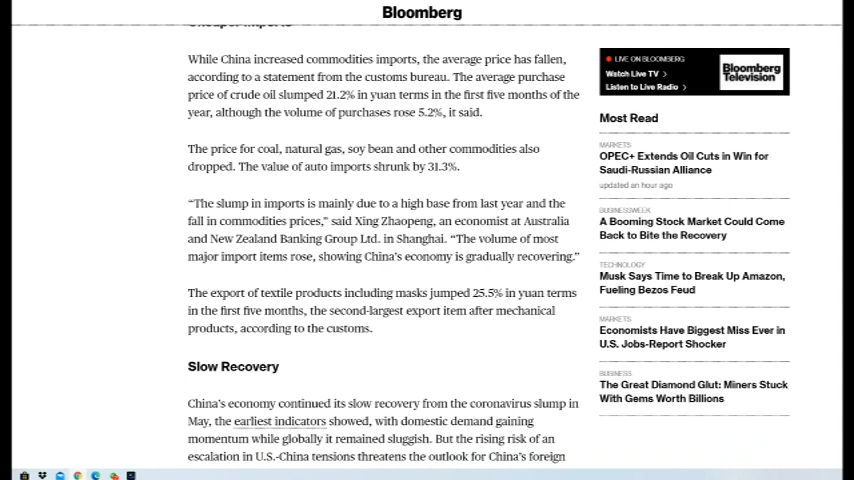 Bloomberg
Cheaper Imports
While China increased commodities imports, the average price has fallen,
according to a statement from the customs bureau. The average purchase
price of crude oil slumped 21.2% in yuan terms in the first five months of the
year, although the volume of purchases rose 5.2%, it said.
The price for coal, natural gas, soy bean and other commodities also
dropped. The value of auto imports shrunk by 31.3%.
“The slump in imports is mainly due to a high base from last year and the
fall in commodities prices,” said Xing Zhaopeng, an economist at Australia
and New Zealand Banking Group Ltd. in Shanghai. “The volume of most
major import items rose, showing China’s economy is gradually recovering.”
The export of textile products including masks jumped 25.5% in yuan terms
in the first five months, the second-largest export item after mechanical
products, according to the customs.
Slow Recovery
China’s economy continued its slow recovery from the coronavirus slump in
May, the earliest indicators showed, with domestic demand gaining
momentum while globally it remained sluggish. But the rising risk of an
escalation in U.S.-China tensions threatens the outlook for China’s foreign
LIVE ON BLOOMBERG
Watch Live TV
Listen to Live Radio
Bloomberg
Television
Most Read
MARKETS
OPEC+ Extends Oil Cuts in Win for
Saudi-Russian Alliance
updated an hour ago
BUSINESSWEEK
A Booming Stock Market Could Come
Back to Bite the Recovery
TECHNOLOGY
Musk Says Time to Break Up Amazon,
Fueling Bezos Feud
MARKETS
Economists Have Biggest Miss Ever in
U.S. Jobs-Report Shocker
BUSINESS
The Great Diamond Glut: Miners Stuck
With Gems Worth Billions